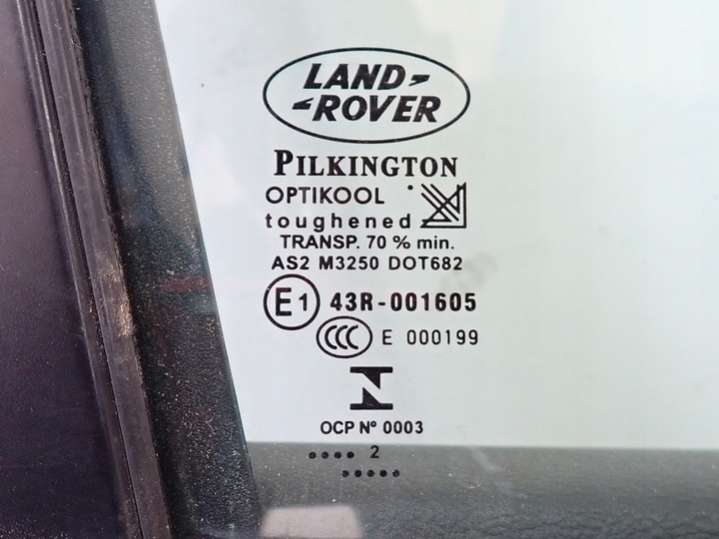 LAND
ROVER
PILKINGTON
OPTIKOOL
toughened
TRANSP. 70 % min.
AS2 M3250 DOT682
E1 43R-001605
CCC E 000199
OCP Nº 0003
.... 2
.....